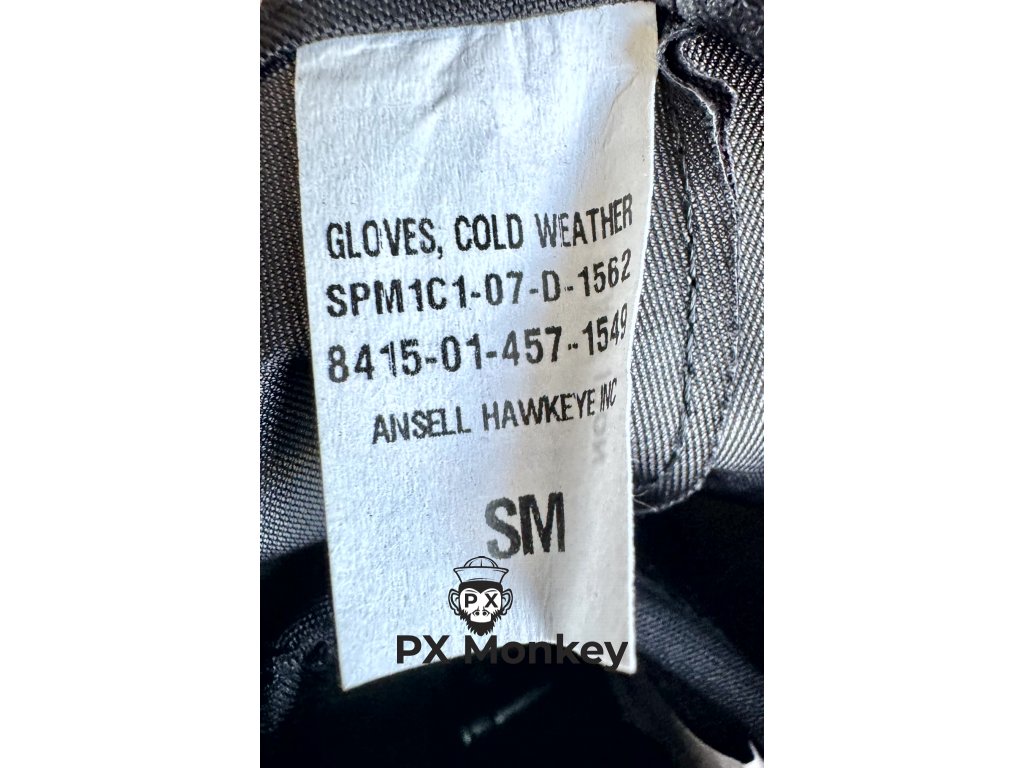 GLOVES, COLD WEATHER
SPM1C1-07-D-1562
8415-01-457-1549
ANSELL HAWKEYE INC
SM
PX
PX Monkey